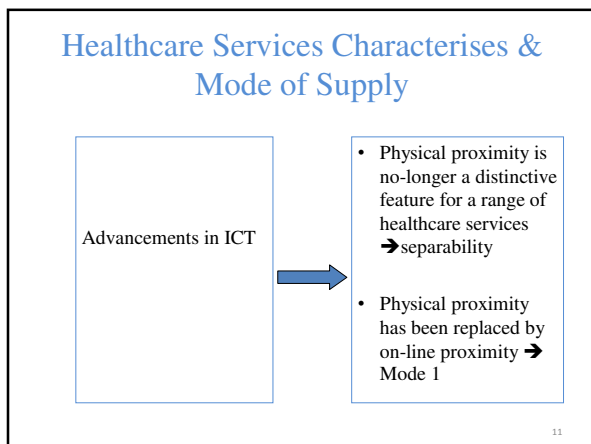 Healthcare Services Characterises &
Mode of Supply
Advancements in ICT
• Physical proximity is
no-longer a distinctive
feature for a range of
healthcare services
➔separability
• Physical proximity
has been replaced by
on-line proximity ➔
Mode 1
11